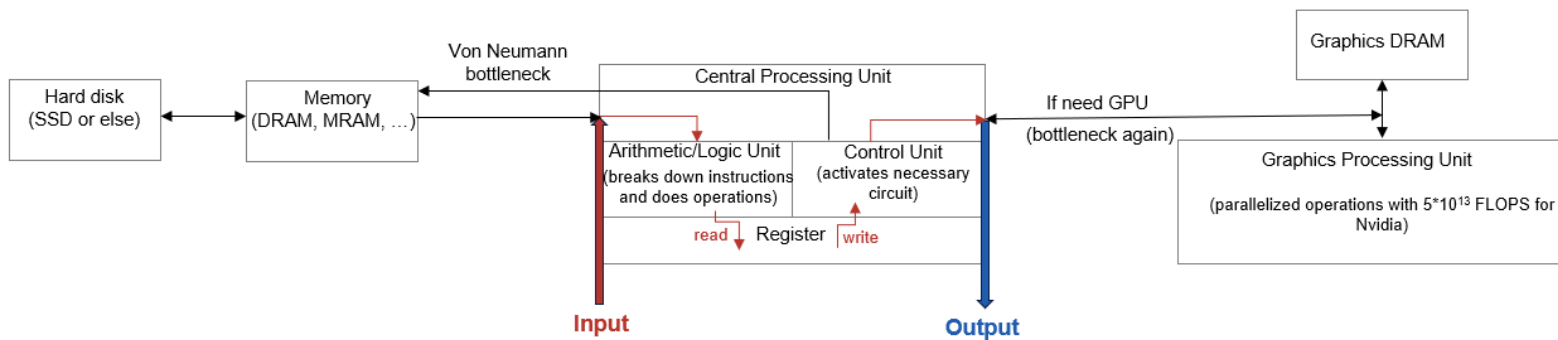 Hard disk
(SSD or else)
Memory
(DRAM, MRAM, ...)
Von Neumann
bottleneck
Central Processing Unit
Arithmetic/Logic Unit
(breaks down instructions
and does operations)
Control Unit
(activates necessary
circuit)
read
Register
write
Input
Output
If need GPU
(bottleneck again)
Graphics DRAM
Graphics Processing Unit
(parallelized operations with 5*10¹³ FLOPS for
Nvidia)